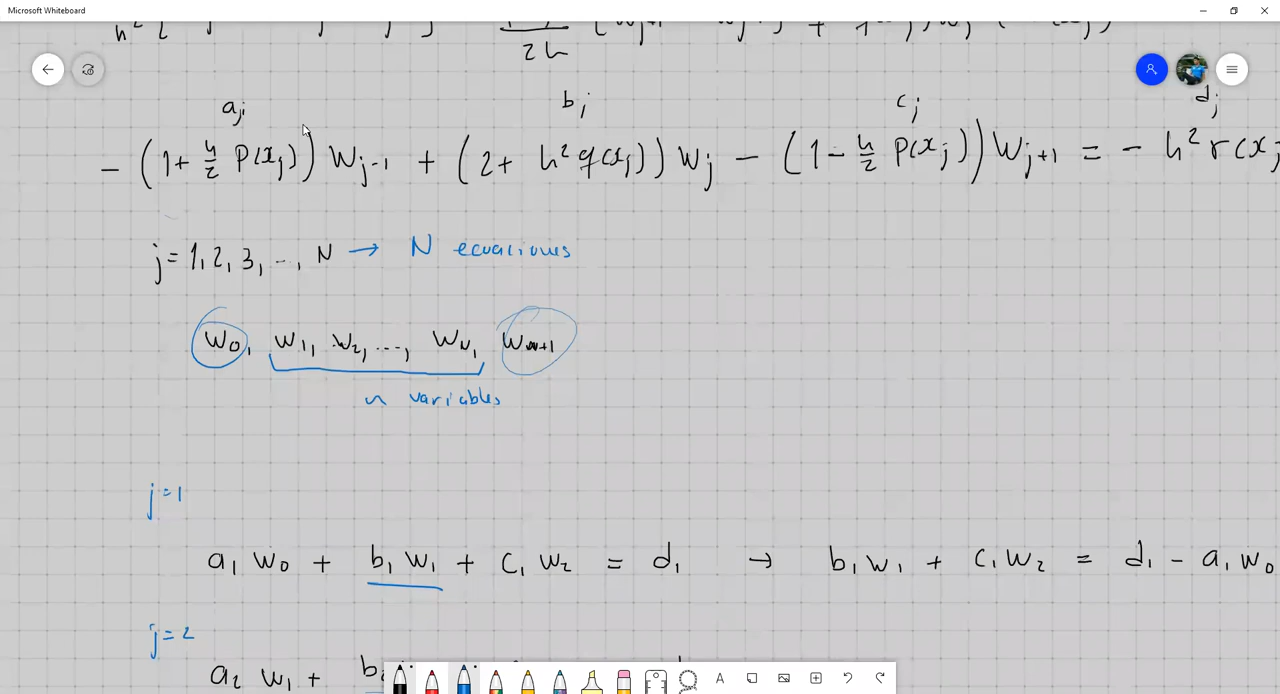 Microsoft Whiteboard
2h
a_j b_j c_j d_j
- (1 + h/2 p(x_j)) W_{j-1} + (2 + h² q(x_j)) W_j - (1 - h/2 p(x_j)) W_{j+1} = - h² r(x_j
j = 1, 2, 3, ..., N → N ecuaciones
W_0, W_1, W_2, ..., W_N, W_{N+1}
n variables
j = 1
a_1 W_0 + b_1 W_1 + c_1 W_2 = d_1 → b_1 W_1 + c_1 W_2 = d_1 - a_1 W_0
j = 2
a_2 W_1 +